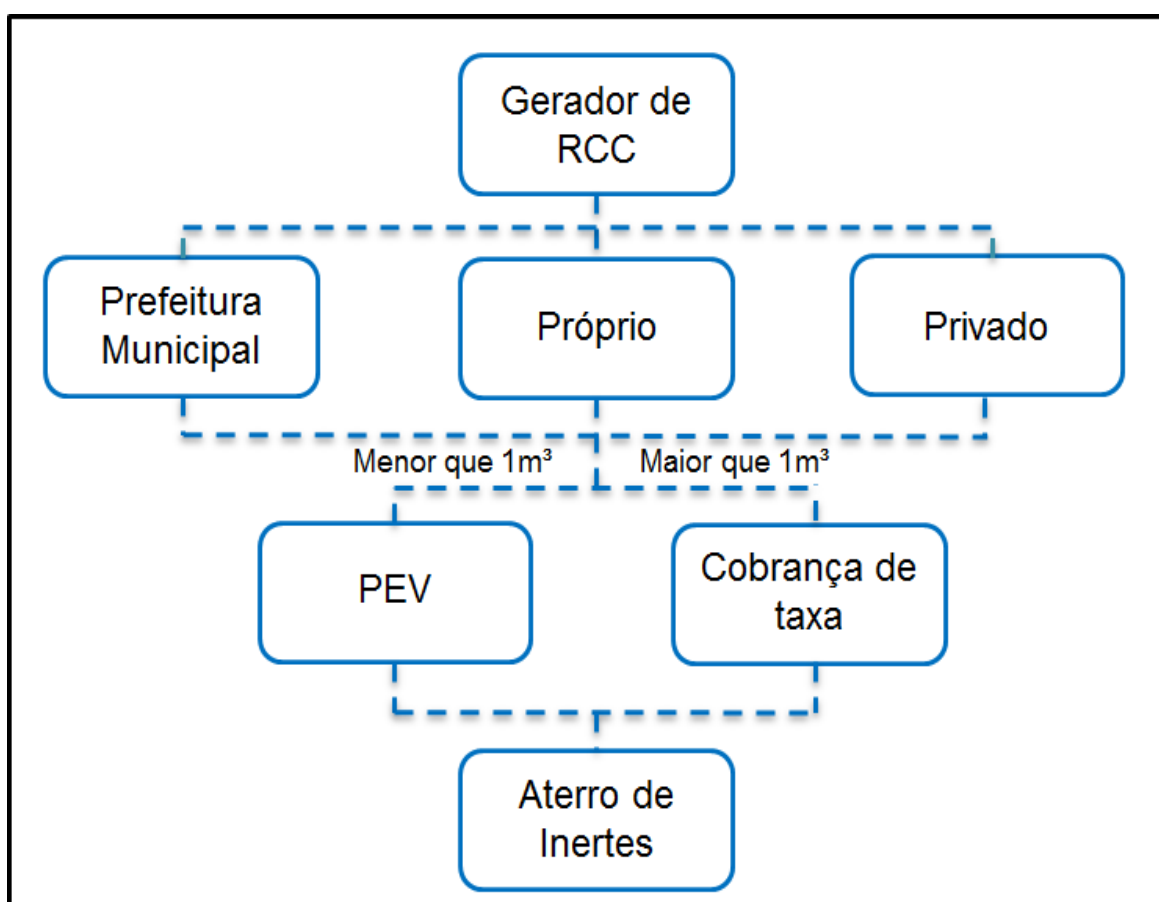 Gerador de
RCC
Prefeitura
Municipal
Próprio
Privado
Menor que 1m³
Maior que 1m³
PEV
Cobrança de
taxa
Aterro de
Inertes